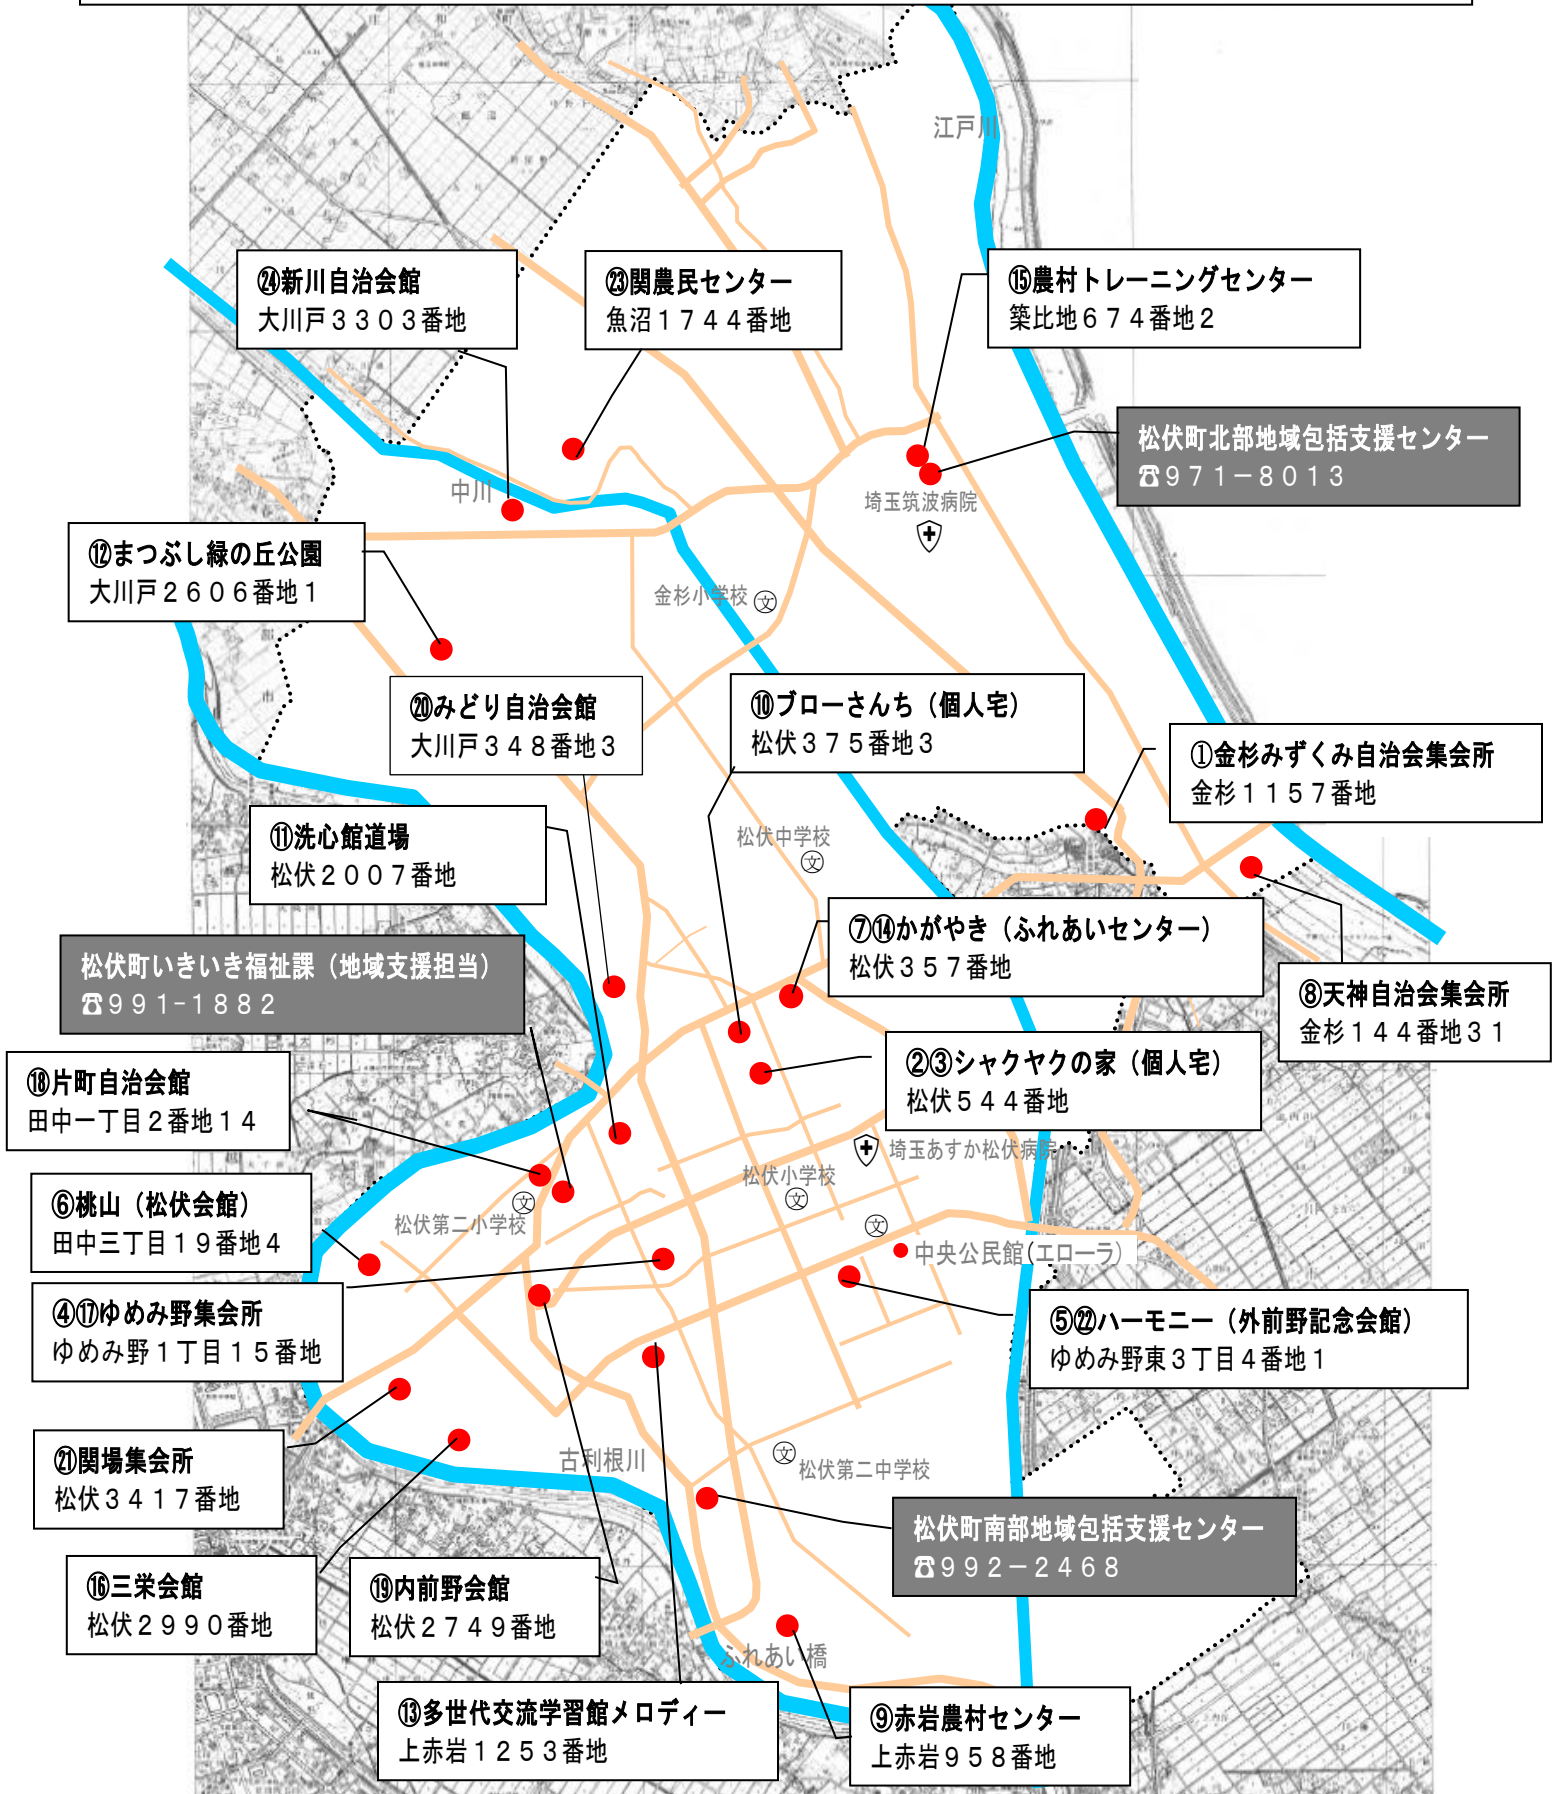 江戸川
㉔新川自治会館
大川戸３３０３番地
㉓関農民センター
魚沼１７４４番地
⑮農村トレーニングセンター
築比地６７４番地２
松伏町北部地域包括支援センター
☎９７１－８０１３
中川
埼玉筑波病院
⑫まつぶし緑の丘公園
大川戸２６０６番地１
金杉小学校 文
⑳みどり自治会館
大川戸３４８番地３
⑩ブローさんち（個人宅）
松伏３７５番地３
①金杉みずくみ自治会集会所
金杉１１５７番地
⑪洗心館道場
松伏２００７番地
松伏中学校
文
⑦⑭かがやき（ふれあいセンター）
松伏３５７番地
松伏町いきいき福祉課（地域支援担当）
☎９９１-１８８２
⑧天神自治会集会所
金杉１４４番地３１
②③シャクヤクの家（個人宅）
松伏５４４番地
⑱片町自治会館
田中一丁目２番地１４
埼玉あすか松伏病院
松伏小学校
文
⑥桃山（松伏会館）
田中三丁目１９番地４
文
松伏第二小学校
文
中央公民館(エローラ)
④⑰ゆめみ野集会所
ゆめみ野１丁目１５番地
⑤㉒ハーモニー（外前野記念会館）
ゆめみ野東３丁目４番地１
㉑関場集会所
松伏３４１７番地
古利根川
文
松伏第二中学校
松伏町南部地域包括支援センター
☎９９２－２４６８
⑯三栄会館
松伏２９９０番地
⑲内前野会館
松伏２７４９番地
ふれあい橋
⑬多世代交流学習館メロディー
上赤岩１２５３番地
⑨赤岩農村センター
上赤岩９５８番地